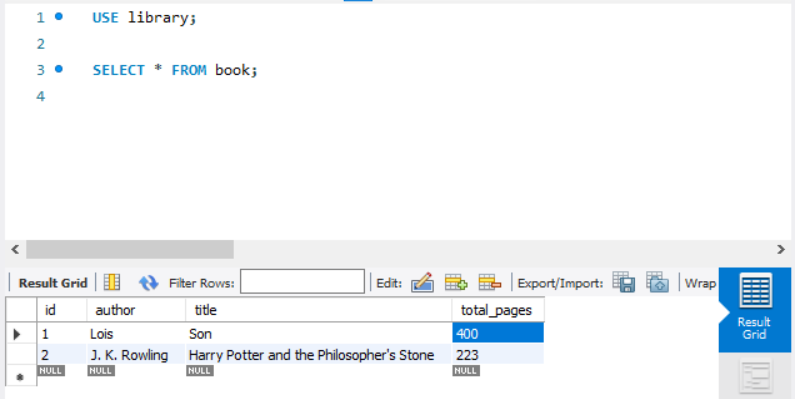 1 USE library;
2
3 SELECT * FROM book;
4
Result Grid Filter Rows: Edit: Export/Import: Wrap
Result Grid
id author title total_pages
1 Lois Son 400
2 J. K. Rowling Harry Potter and the Philosopher's Stone 223
NULL NULL NULL NULL